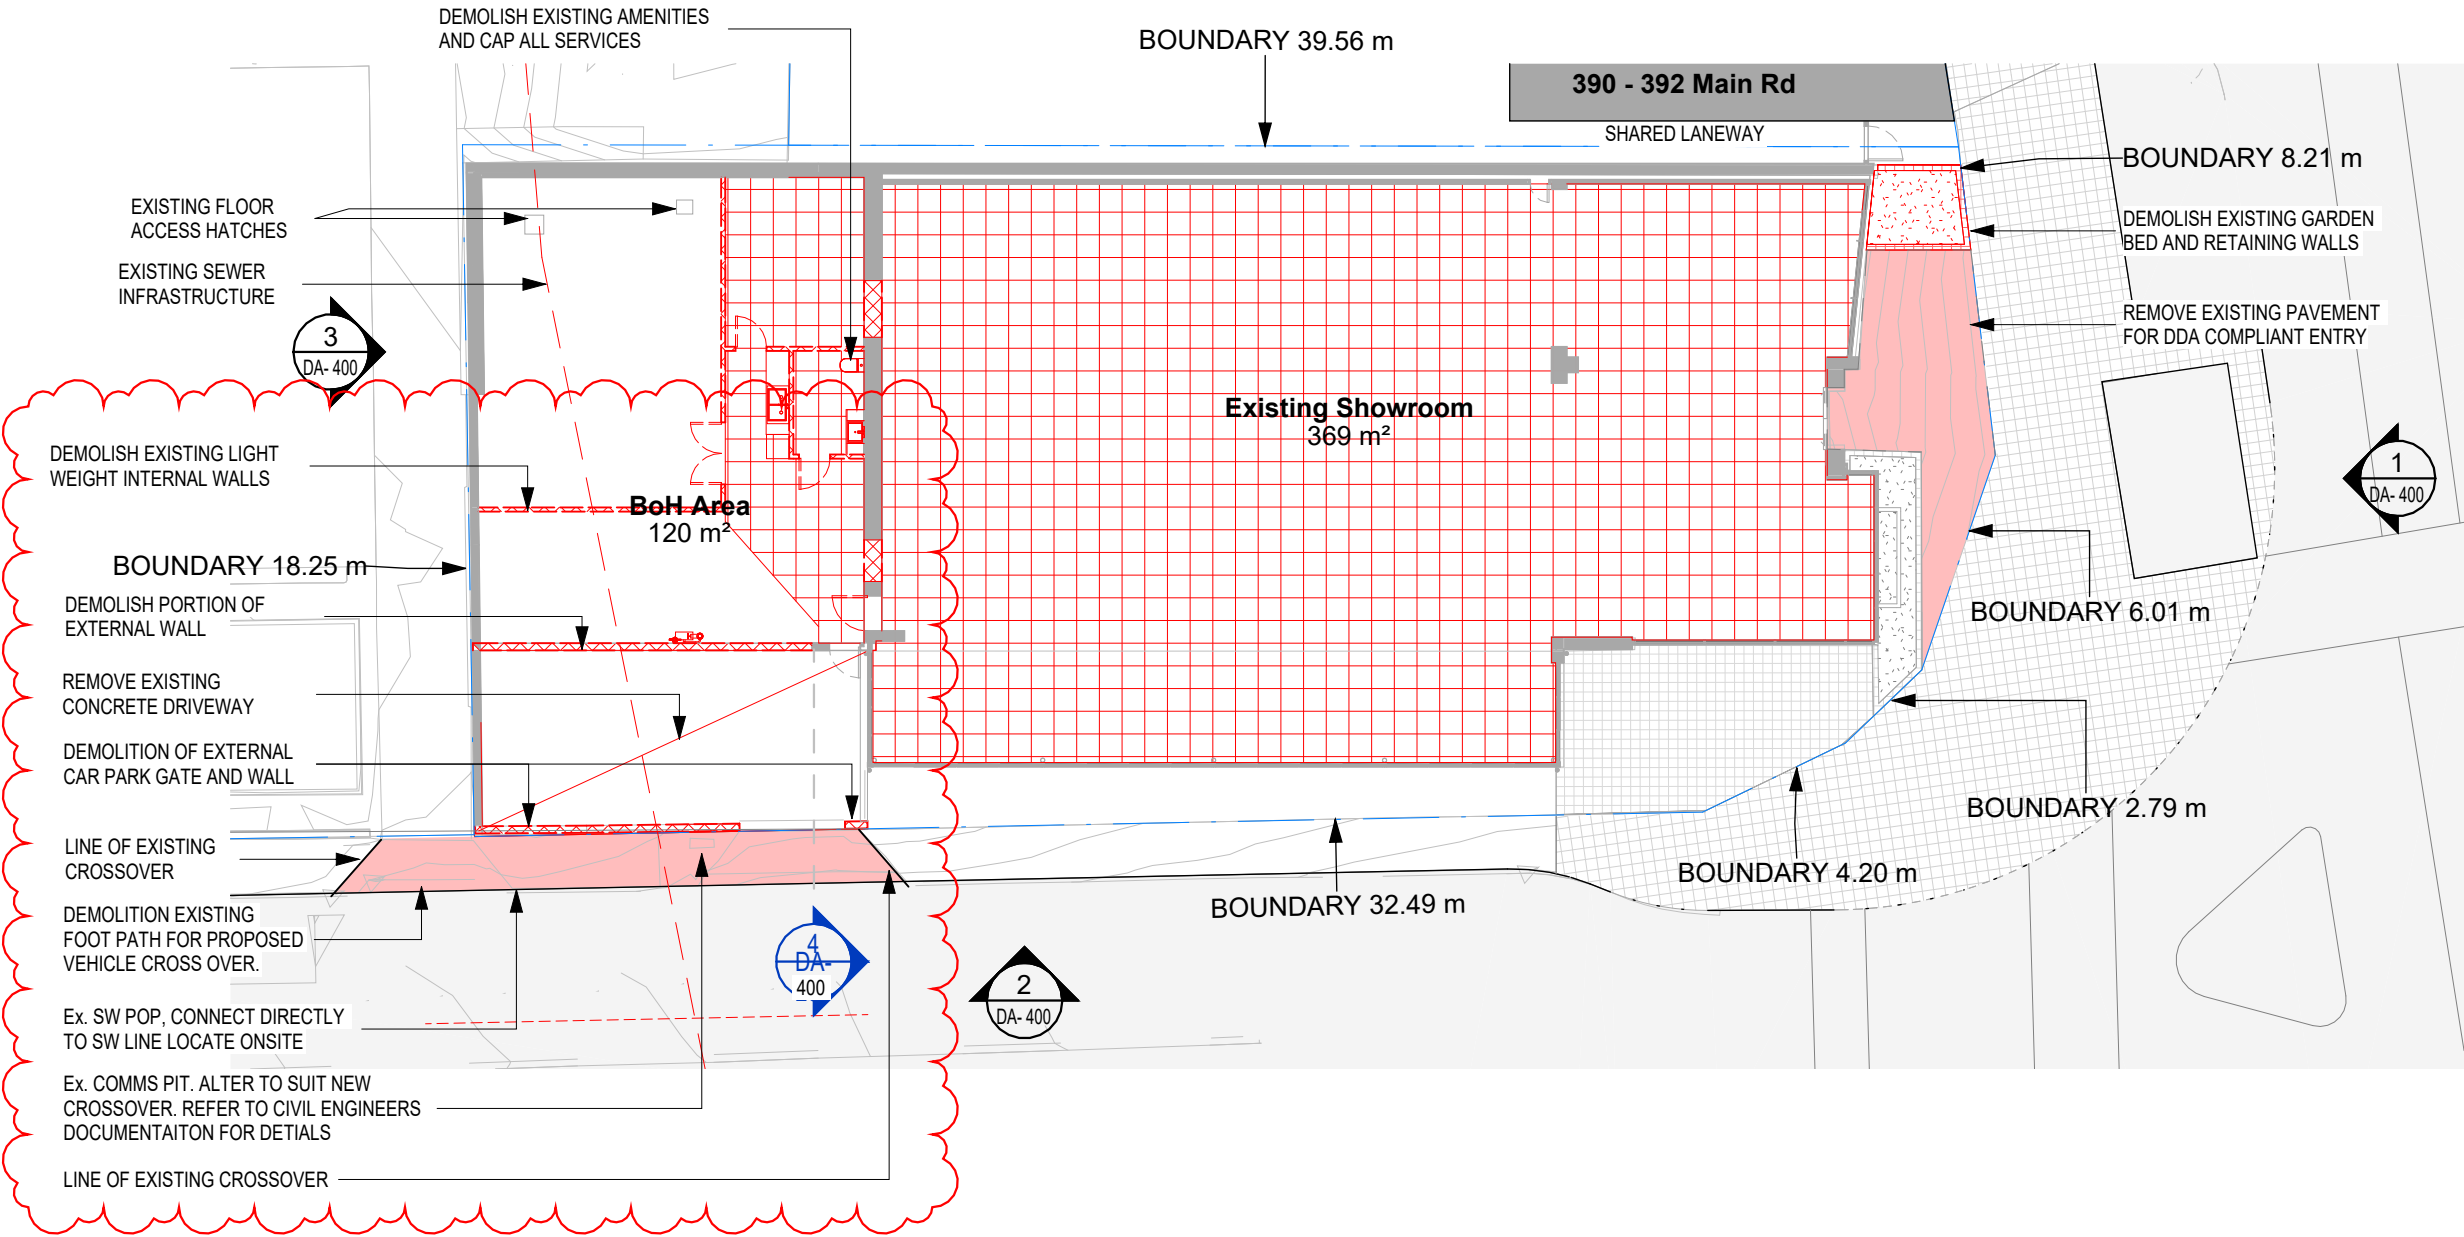 DEMOLISH EXISTING AMENITIES
AND CAP ALL SERVICES
BOUNDARY 39.56 m
390 - 392 Main Rd
SHARED LANEWAY
BOUNDARY 8.21 m
EXISTING FLOOR
ACCESS HATCHES
DEMOLISH EXISTING GARDEN
BED AND RETAINING WALLS
EXISTING SEWER
INFRASTRUCTURE
REMOVE EXISTING PAVEMENT
FOR DDA COMPLIANT ENTRY
3
DA- 400
Existing Showroom
369 m²
DEMOLISH EXISTING LIGHT
WEIGHT INTERNAL WALLS
1
DA- 400
BoH Area
120 m²
BOUNDARY 18.25 m
DEMOLISH PORTION OF
EXTERNAL WALL
BOUNDARY 6.01 m
REMOVE EXISTING
CONCRETE DRIVEWAY
DEMOLITION OF EXTERNAL
CAR PARK GATE AND WALL
BOUNDARY 2.79 m
LINE OF EXISTING
CROSSOVER
BOUNDARY 4.20 m
BOUNDARY 32.49 m
DEMOLITION EXISTING
FOOT PATH FOR PROPOSED
VEHICLE CROSS OVER.
4
DA-
400
2
DA- 400
Ex. SW POP, CONNECT DIRECTLY
TO SW LINE LOCATE ONSITE
Ex. COMMS PIT. ALTER TO SUIT NEW
CROSSOVER. REFER TO CIVIL ENGINEERS
DOCUMENTAITON FOR DETIALS
LINE OF EXISTING CROSSOVER